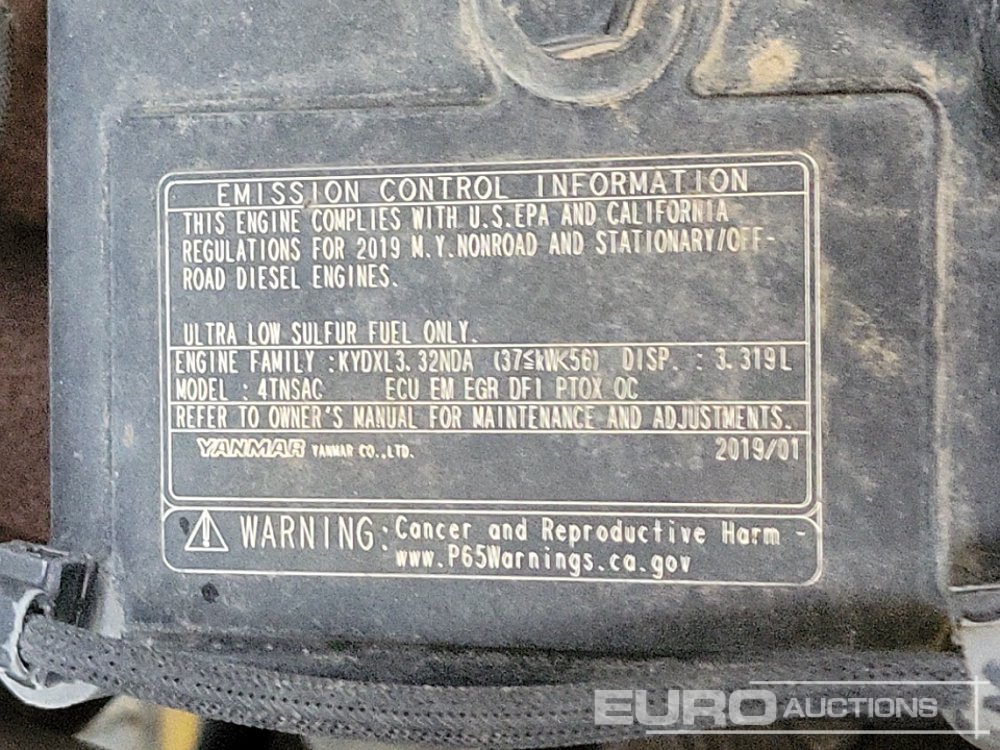 EMISSION CONTROL INFORMATION
THIS ENGINE COMPLIES WITH U.S.EPA AND CALIFORNIA
REGULATIONS FOR 2019 M.Y.NONROAD AND STATIONARY/OFF-
ROAD DIESEL ENGINES.
ULTRA LOW SULFUR FUEL ONLY.
ENGINE FAMILY :KYDXL3.32NDA (37≦kW<56) DISP. : 3.319L
MODEL : 4TNSAC ECU EM EGR DFI PTOX OC
REFER TO OWNER'S MANUAL FOR MAINTENANCE AND ADJUSTMENTS.
YANMAR YANMAR CO.,LTD. 2019/01
WARNING: Cancer and Reproductive Harm -
www.P65Warnings.ca.gov
EURO AUCTIONS